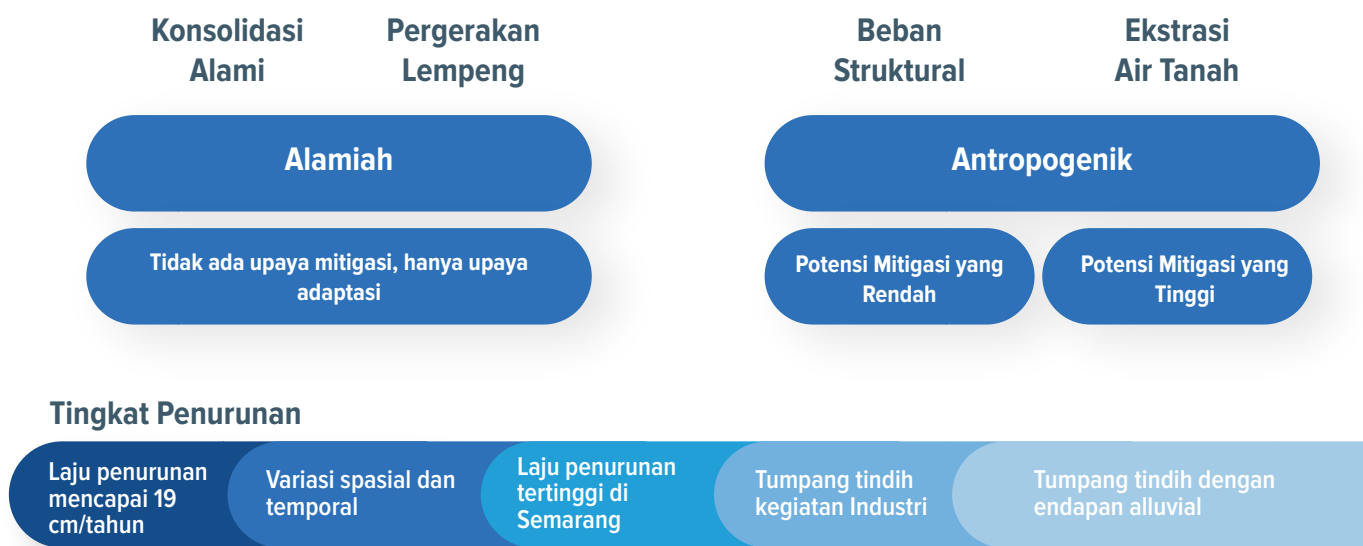 Konsolidasi
Alami
Pergerakan
Lempeng
Beban
Struktural
Ekstrasi
Air Tanah
Alamiah
Antropogenik
Tidak ada upaya mitigasi, hanya upaya
adaptasi
Potensi Mitigasi yang
Rendah
Potensi Mitigasi yang
Tinggi
Tingkat Penurunan
Laju penurunan
mencapai 19
cm/tahun
Variasi spasial dan
temporal
Laju penurunan
tertinggi di
Semarang
Tumpang tindih
kegiatan Industri
Tumpang tindih dengan
endapan alluvial